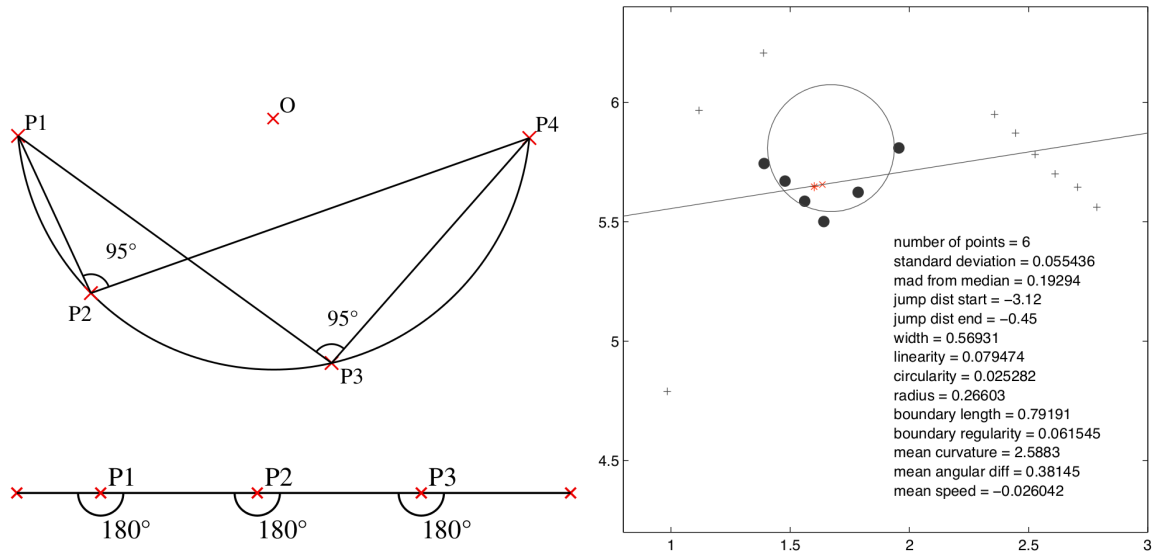 O
P1
P4
95°
P2
95°
P3
P1 P2 P3
180° 180° 180°
6
5.5
5
4.5
1 1.5 2 2.5 3
number of points = 6
standard deviation = 0.055436
mad from median = 0.19294
jump dist start = −3.12
jump dist end = −0.45
width = 0.56931
linearity = 0.079474
circularity = 0.025282
radius = 0.26603
boundary length = 0.79191
boundary regularity = 0.061545
mean curvature = 2.5883
mean angular diff = 0.38145
mean speed = −0.026042